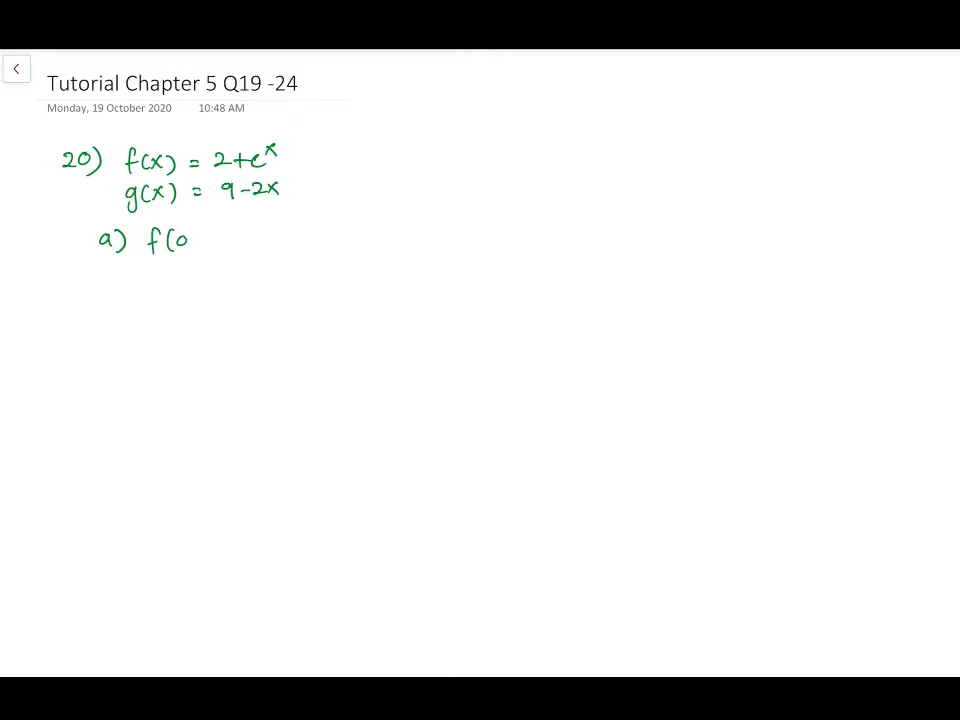 Tutorial Chapter 5 Q19 -24
Monday, 19 October 2020 10:48 AM
20) f(x) = 2+e^x
g(x) = 9-2x
a) f(0